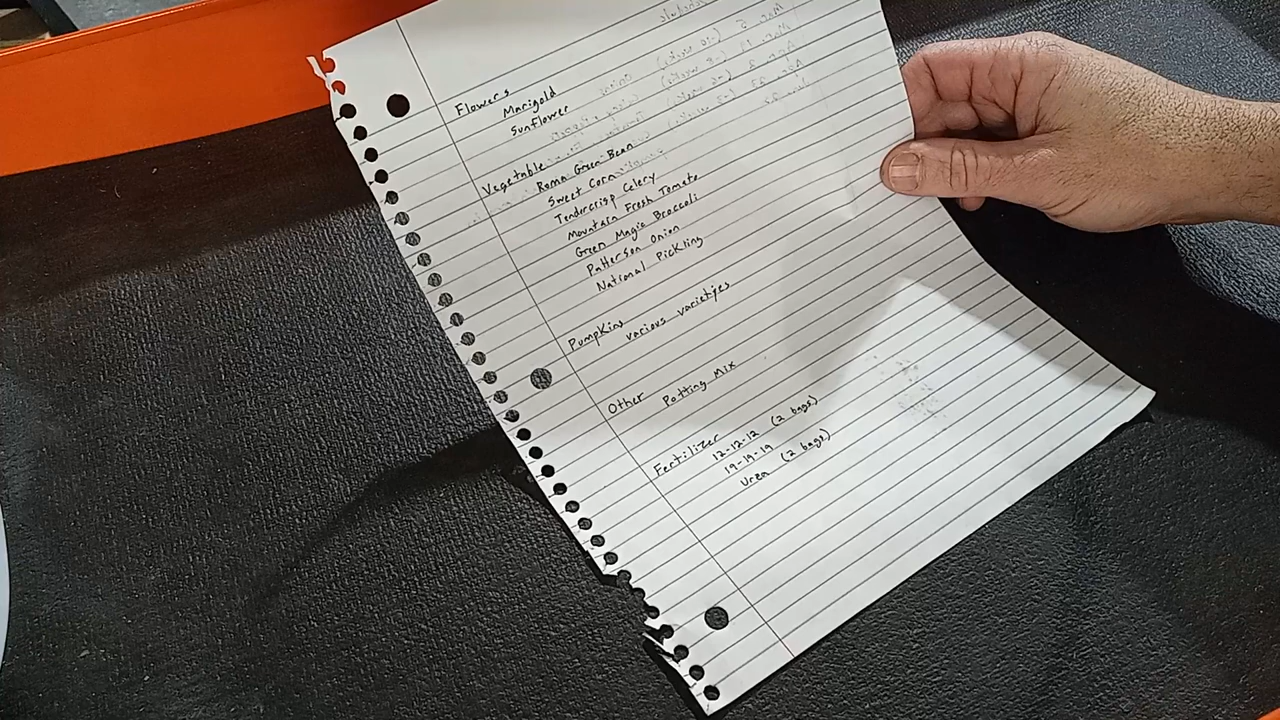 Flowers
Marigold
Sunflower
Vegetable
Roma Green Bean
Sweet Corn
Tendercrisp Celery
Mountain Fresh Tomato
Green Magic Broccoli
Patterson Onion
National Pickling
Pumpkins
various varieties
Other
Potting Mix
Fertilizer
12-12-12 (2 bags)
19-19-19
Urea (2 bags)